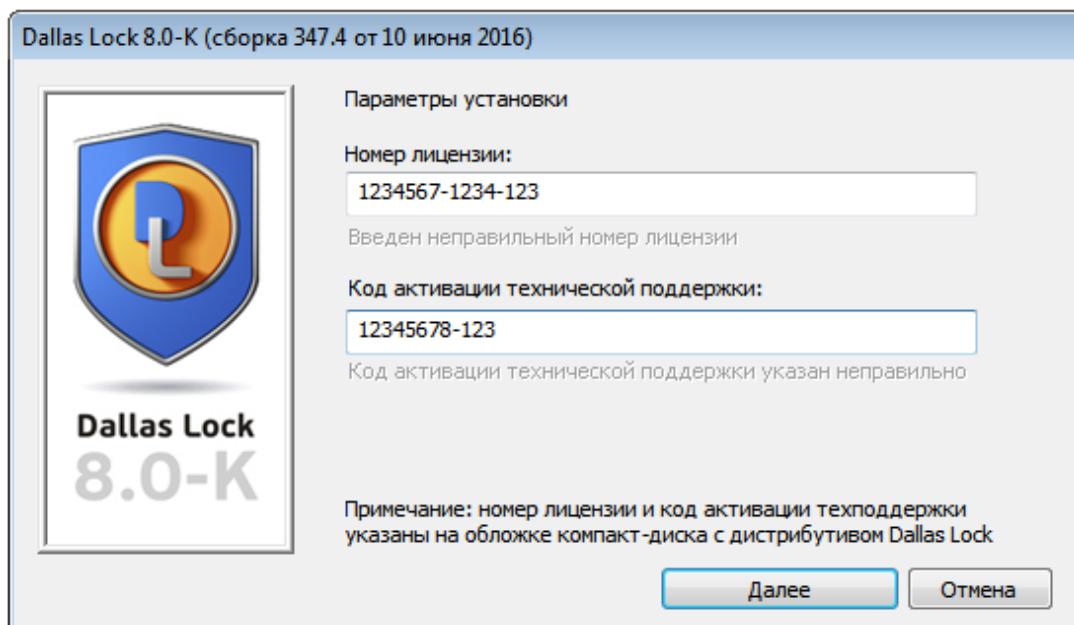 Dallas Lock 8.0-K (сборка 347.4 от 10 июня 2016)
DL
Dallas Lock
8.0-K
Параметры установки
Номер лицензии:
1234567-1234-123
Введен неправильный номер лицензии
Код активации технической поддержки:
12345678-123
Код активации технической поддержки указан неправильно
Примечание: номер лицензии и код активации техподдержки
указаны на обложке компакт-диска с дистрибутивом Dallas Lock
Далее
Отмена